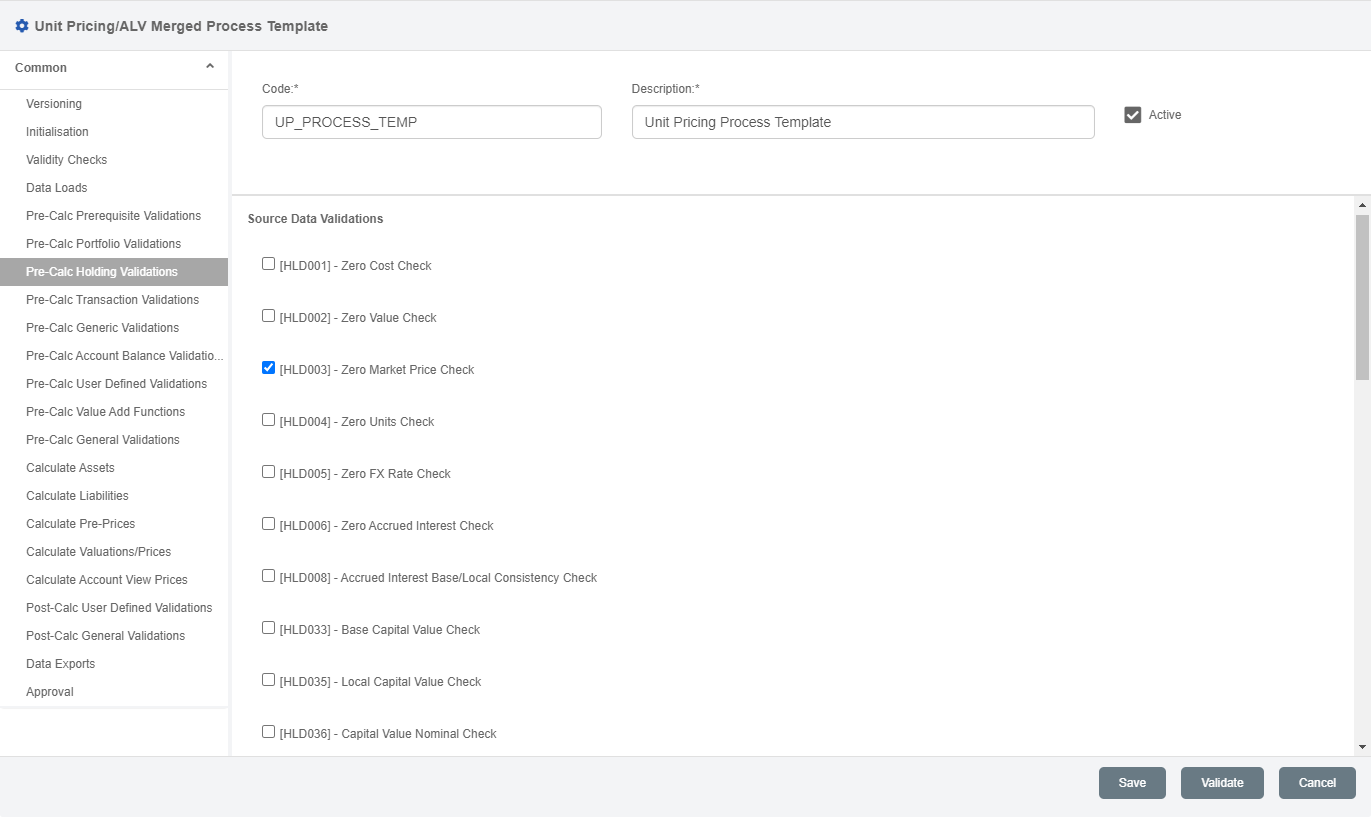 Unit Pricing/ALV Merged Process Template
Common
Versioning
Initialisation
Validity Checks
Data Loads
Pre-Calc Prerequisite Validations
Pre-Calc Portfolio Validations
Pre-Calc Holding Validations
Pre-Calc Transaction Validations
Pre-Calc Generic Validations
Pre-Calc Account Balance Validatio...
Pre-Calc User Defined Validations
Pre-Calc Value Add Functions
Pre-Calc General Validations
Calculate Assets
Calculate Liabilities
Calculate Pre-Prices
Calculate Valuations/Prices
Calculate Account View Prices
Post-Calc User Defined Validations
Post-Calc General Validations
Data Exports
Approval
Code:*
UP_PROCESS_TEMP
Description:*
Unit Pricing Process Template
Active
Source Data Validations
[HLD001] - Zero Cost Check
[HLD002] - Zero Value Check
[HLD003] - Zero Market Price Check
[HLD004] - Zero Units Check
[HLD005] - Zero FX Rate Check
[HLD006] - Zero Accrued Interest Check
[HLD008] - Accrued Interest Base/Local Consistency Check
[HLD033] - Base Capital Value Check
[HLD035] - Local Capital Value Check
[HLD036] - Capital Value Nominal Check
Save
Validate
Cancel